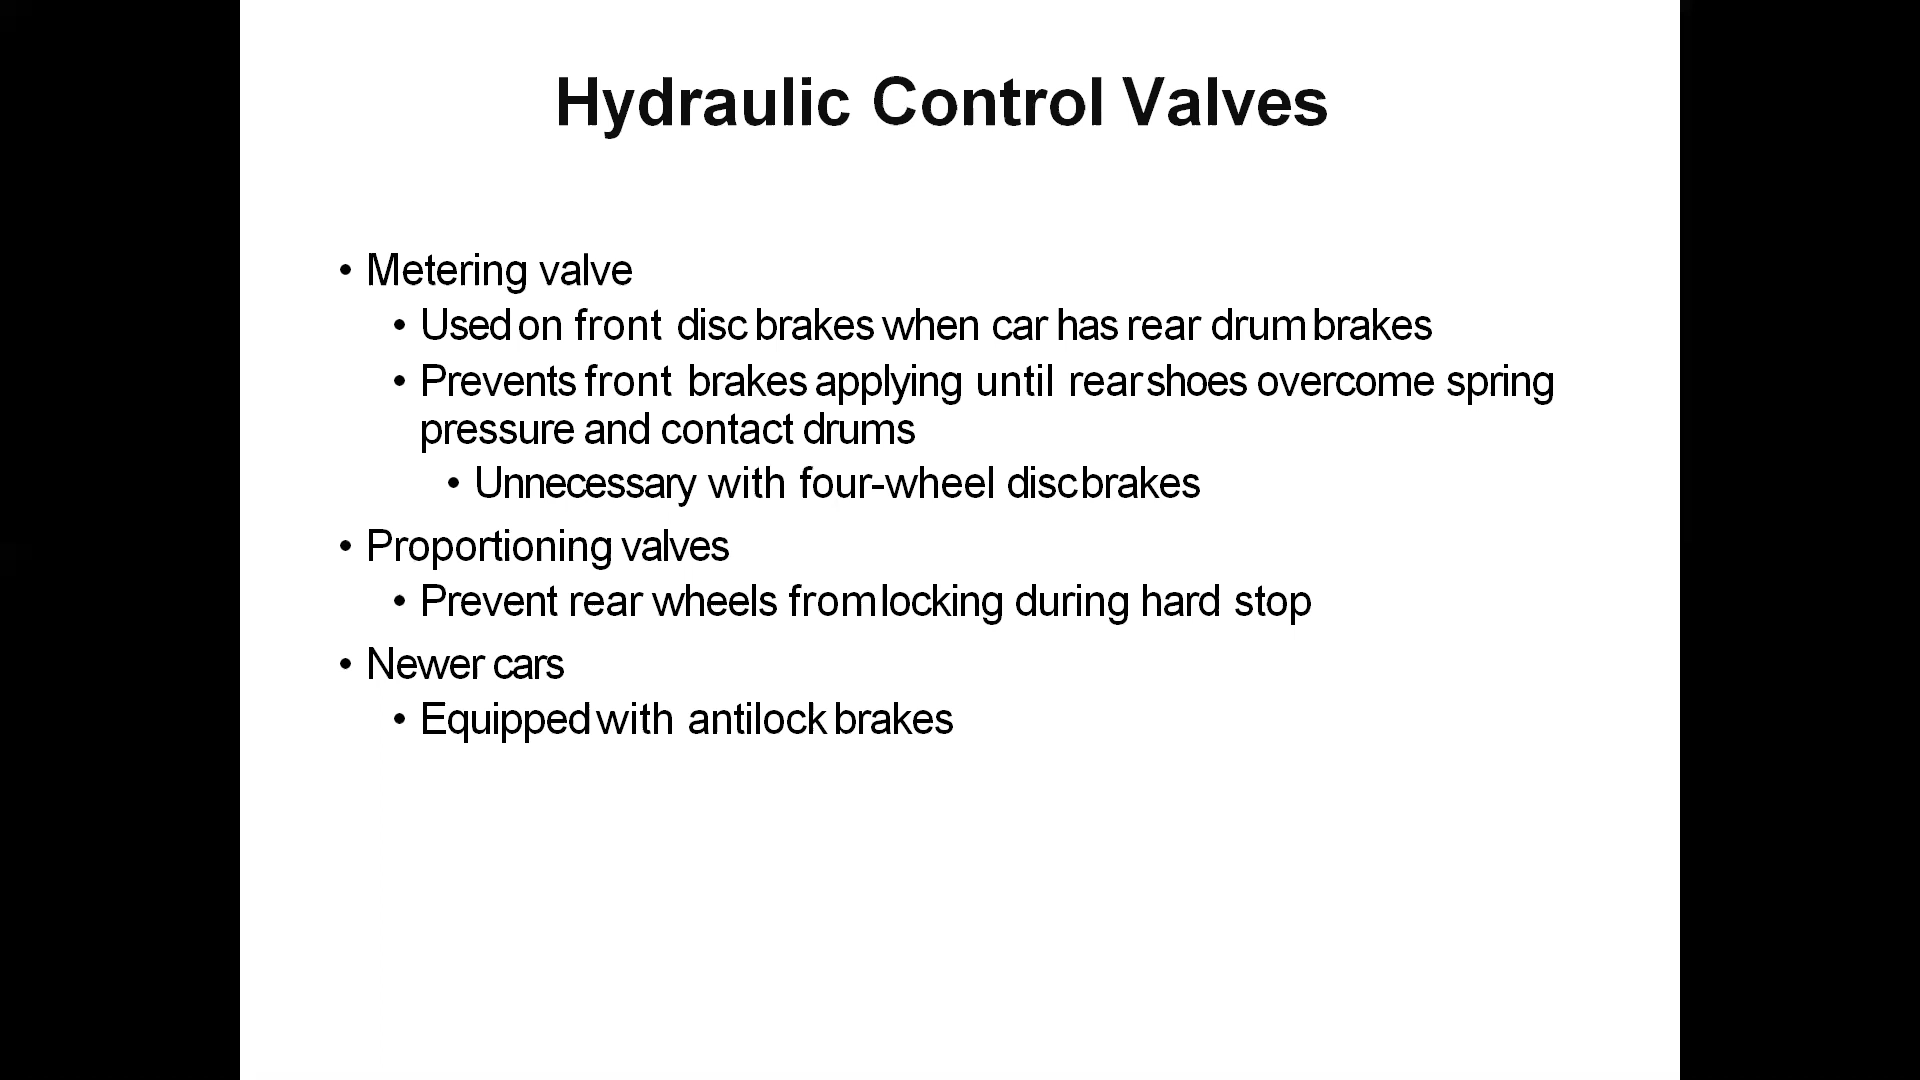 Hydraulic Control Valves
• Metering valve
• Used on front disc brakes when car has rear drum brakes
• Prevents front brakes applying until rear shoes overcome spring
pressure and contact drums
• Unnecessary with four-wheel disc brakes
• Proportioning valves
• Prevent rear wheels from locking during hard stop
• Newer cars
• Equipped with antilock brakes